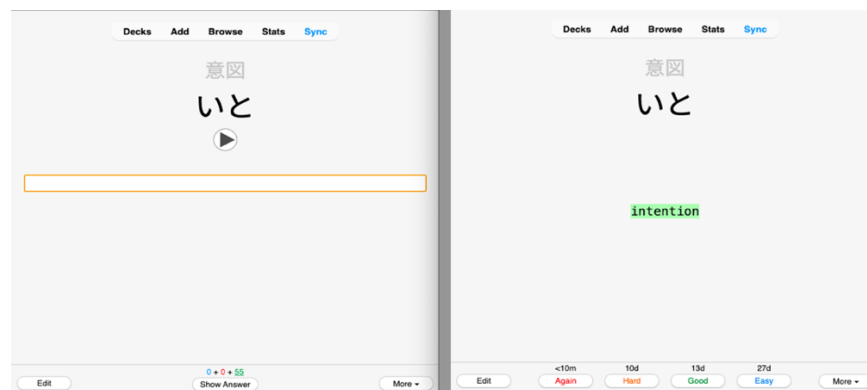 Decks Add Browse Stats Sync
意図
いと
0 + 0 + 55
Edit
Show Answer
More
Decks Add Browse Stats Sync
意図
いと
intention
<10m 10d 13d 27d
Edit Again Hard Good Easy More